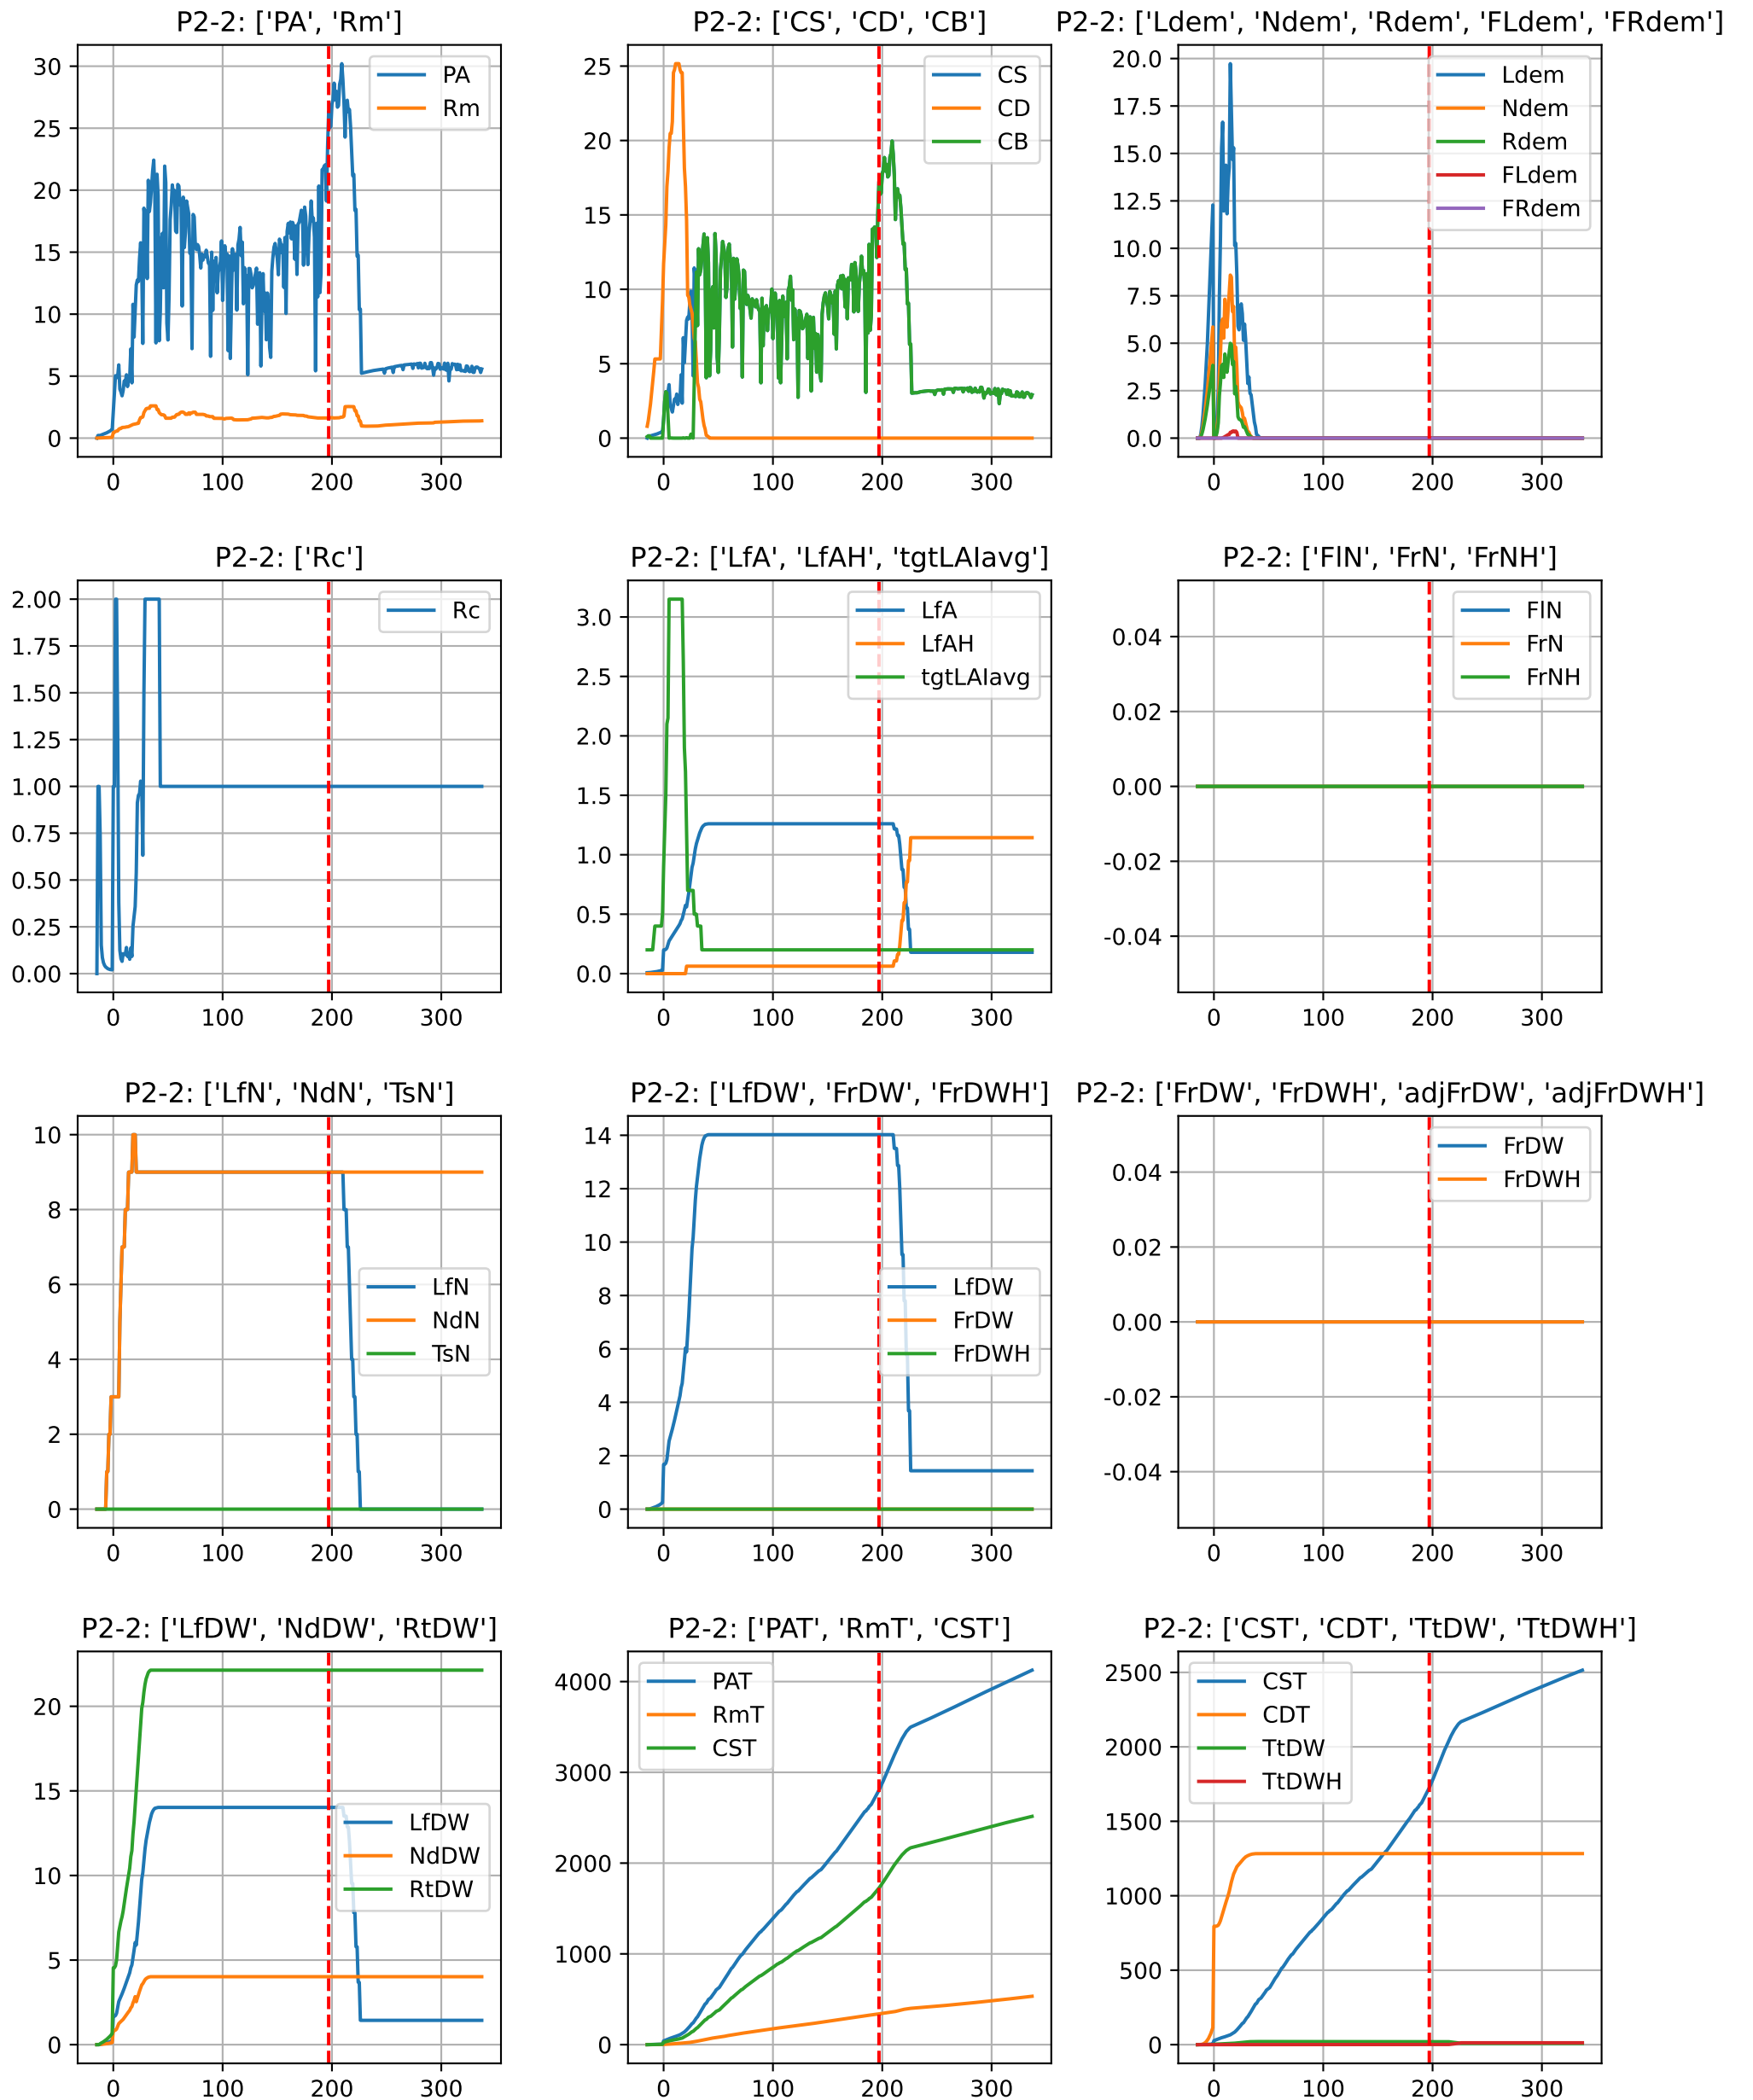 P2-2: ['PA', 'Rm']
30
25
20
15
10
5
0
0 100 200 300
PA
Rm
P2-2: ['CS', 'CD', 'CB']
25
20
15
10
5
0
0 100 200 300
CS
CD
CB
P2-2: ['Ldem', 'Ndem', 'Rdem', 'FLdem', 'FRdem']
20.0
17.5
15.0
12.5
10.0
7.5
5.0
2.5
0.0
0 100 200 300
Ldem
Ndem
Rdem
FLdem
FRdem
P2-2: ['Rc']
2.00
1.75
1.50
1.25
1.00
0.75
0.50
0.25
0.00
0 100 200 300
Rc
P2-2: ['LfA', 'LfAH', 'tgtLAIavg']
3.0
2.5
2.0
1.5
1.0
0.5
0.0
0 100 200 300
LfA
LfAH
tgtLAIavg
P2-2: ['FlN', 'FrN', 'FrNH']
0.04
0.02
0.00
-0.02
-0.04
0 100 200 300
FlN
FrN
FrNH
P2-2: ['LfN', 'NdN', 'TsN']
10
8
6
4
2
0
0 100 200 300
LfN
NdN
TsN
P2-2: ['LfDW', 'FrDW', 'FrDWH']
14
12
10
8
6
4
2
0
0 100 200 300
LfDW
FrDW
FrDWH
P2-2: ['FrDW', 'FrDWH', 'adjFrDW', 'adjFrDWH']
0.04
0.02
0.00
-0.02
-0.04
0 100 200 300
FrDW
FrDWH
P2-2: ['LfDW', 'NdDW', 'RtDW']
20
15
10
5
0
0 100 200 300
LfDW
NdDW
RtDW
P2-2: ['PAT', 'RmT', 'CST']
4000
3000
2000
1000
0
0 100 200 300
PAT
RmT
CST
P2-2: ['CST', 'CDT', 'TtDW', 'TtDWH']
2500
2000
1500
1000
500
0
0 100 200 300
CST
CDT
TtDW
TtDWH